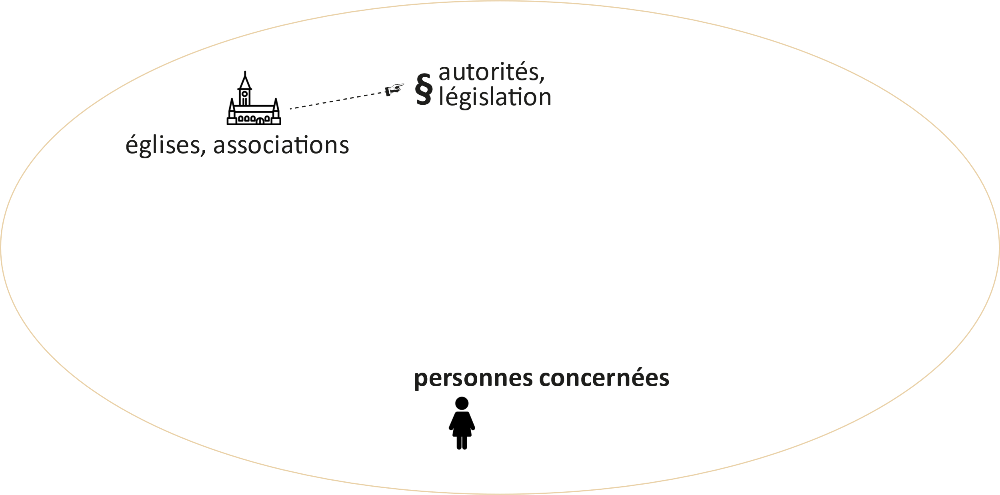 autorités,
§ législation
églises, associations
personnes concernées